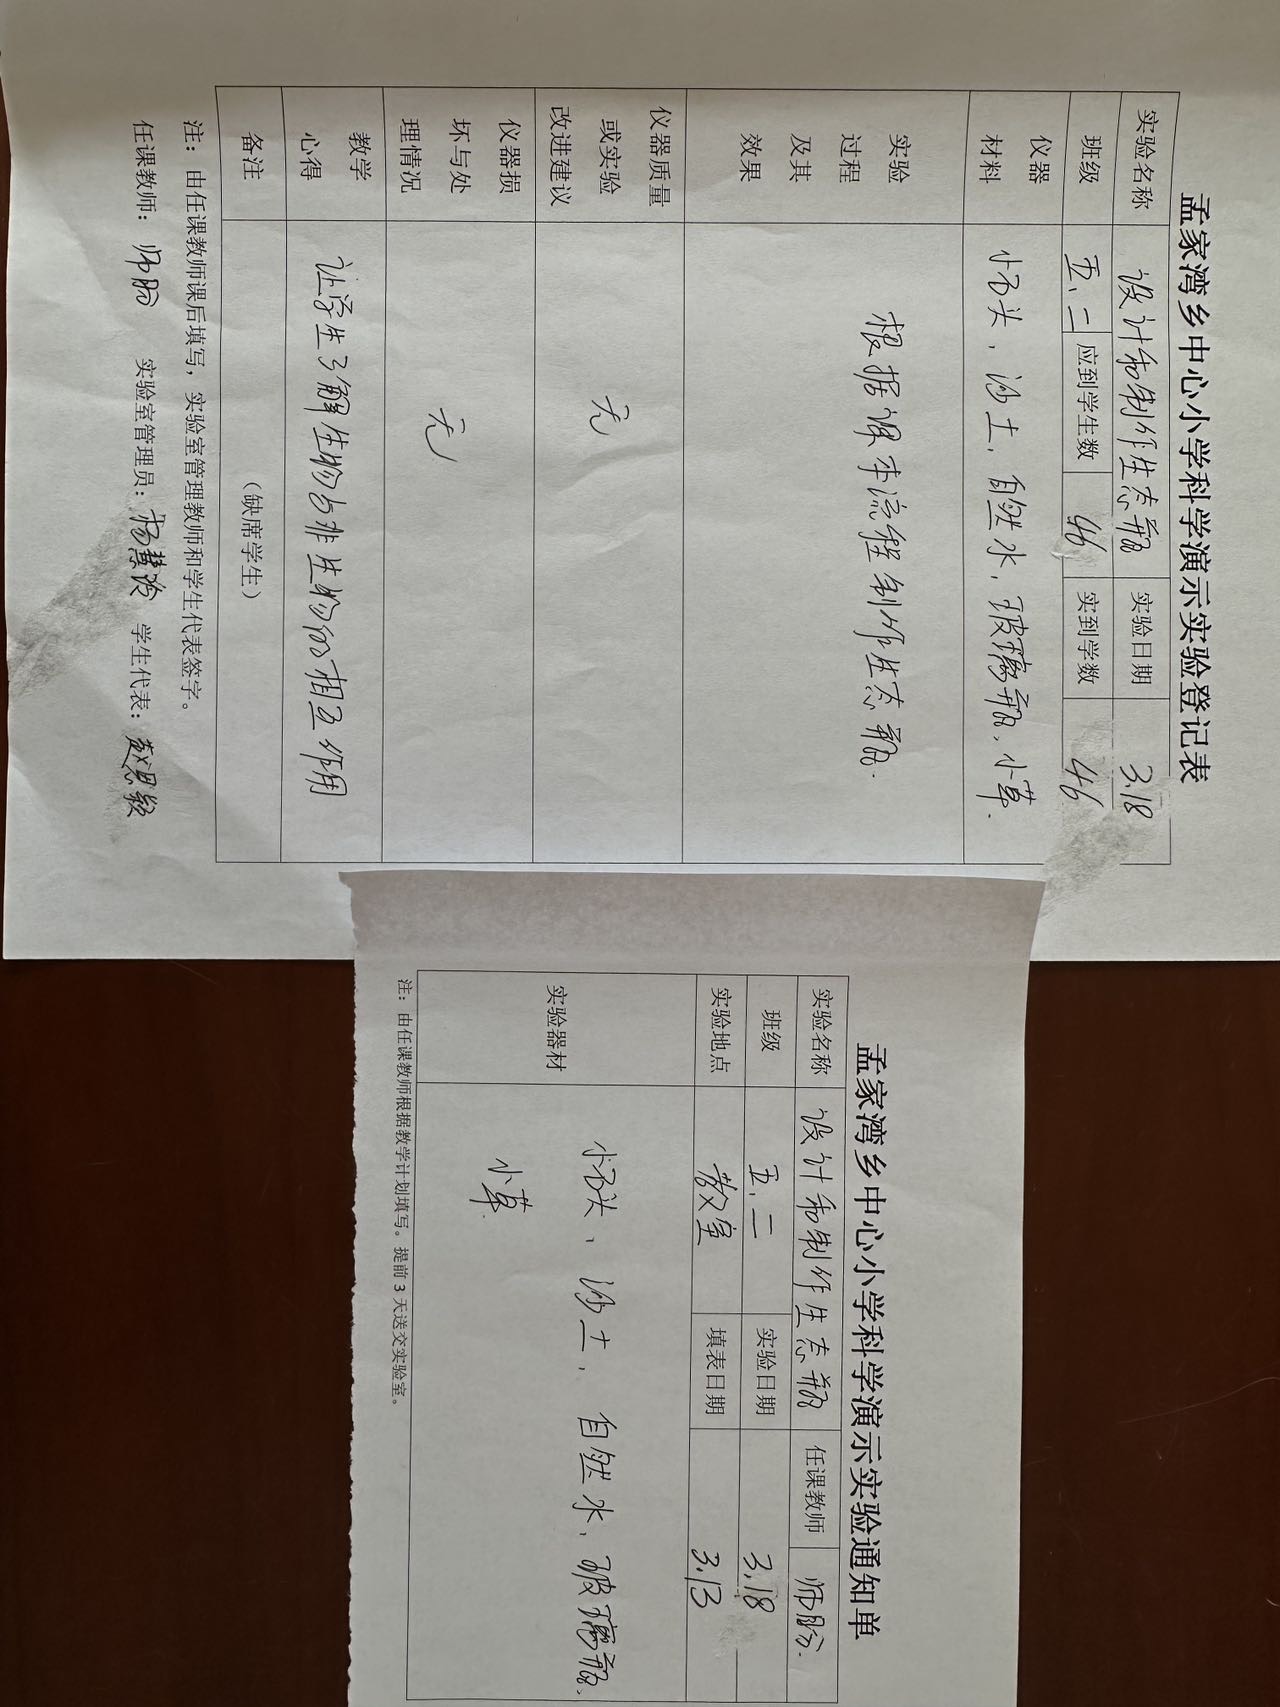 孟家湾乡中心小学科学演示实验登记表
实验名称 设计和制作生态瓶 实验日期 3.18
班级 五、二 应到学生数 46 实到学数 46
仪器
材料
小石头、沙土、自然水、玻璃瓶、小草.
实验
过程
及其
效果
根据课本流程制作生态瓶.
仪器质量
或实验
改进建议
无
仪器损
坏与处
理情况
无
教学
心得
让学生了解生物与非生物的相互作用
备注 (缺席学生)
注：由任课教师课后填写，实验室管理教师和学生代表签字。
任课教师： 实验室管理员：杨慧玲 学生代表：赵思颖
孟家湾乡中心小学科学演示实验通知单
实验名称 设计和制作生态瓶 任课教师
班级 五、二 实验日期 3.18
实验地点 教室 填表日期 3.13
实验器材
小石头、沙土、自然水、玻璃瓶、
小草.
注：由任课教师根据教学计划填写。提前3天送交实验室。